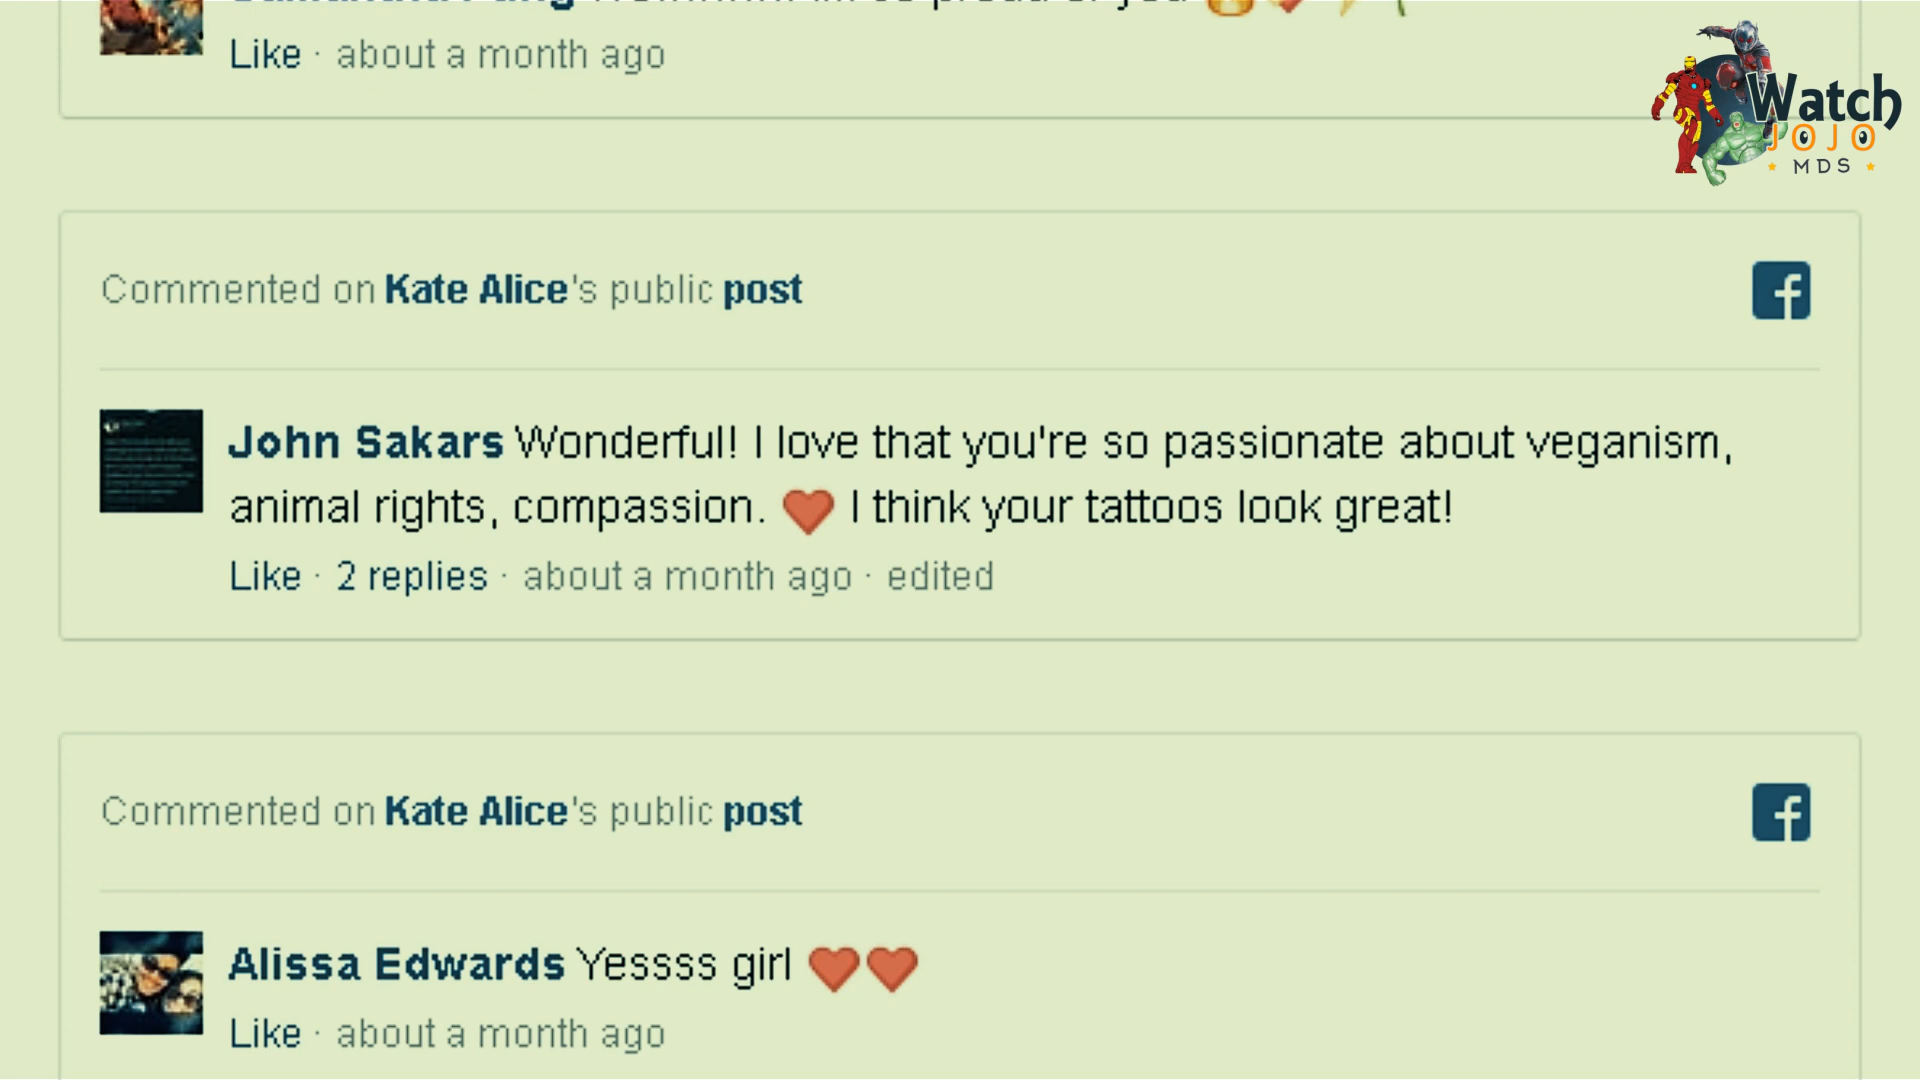 Like · about a month ago
Watch
JOJO
MDS
Commented on Kate Alice's public post
John Sakars Wonderful! I love that you're so passionate about veganism,
animal rights, compassion. ❤ I think your tattoos look great!
Like · 2 replies · about a month ago · edited
Commented on Kate Alice's public post
Alissa Edwards Yessss girl ❤❤
Like · about a month ago